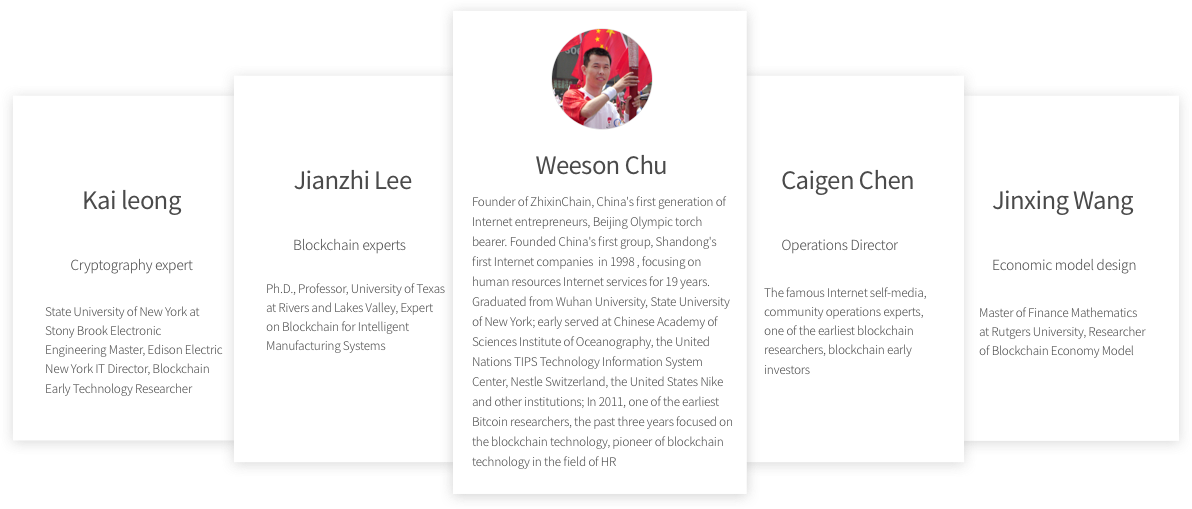 Kai leong
Cryptography expert
State University of New York at
Stony Brook Electronic
Engineering Master, Edison Electric
New York IT Director, Blockchain
Early Technology Researcher
Jianzhi Lee
Blockchain experts
Ph.D., Professor, University of Texas
at Rivers and Lakes Valley, Expert
on Blockchain for Intelligent
Manufacturing Systems
Weeson Chu
Founder of ZhixinChain, China's first generation of
Internet entrepreneurs, Beijing Olympic torch
bearer. Founded China's first group, Shandong's
first Internet companies in 1998 , focusing on
human resources Internet services for 19 years.
Graduated from Wuhan University, State University
of New York; early served at Chinese Academy of
Sciences Institute of Oceanography, the United
Nations TIPS Technology Information System
Center, Nestle Switzerland, the United States Nike
and other institutions; In 2011, one of the earliest
Bitcoin researchers, the past three years focused on
the blockchain technology, pioneer of blockchain
technology in the field of HR
Caigen Chen
Operations Director
The famous Internet self-media,
community operations experts,
one of the earliest blockchain
researchers, blockchain early
investors
Jinxing Wang
Economic model design
Master of Finance Mathematics
at Rutgers University, Researcher
of Blockchain Economy Model